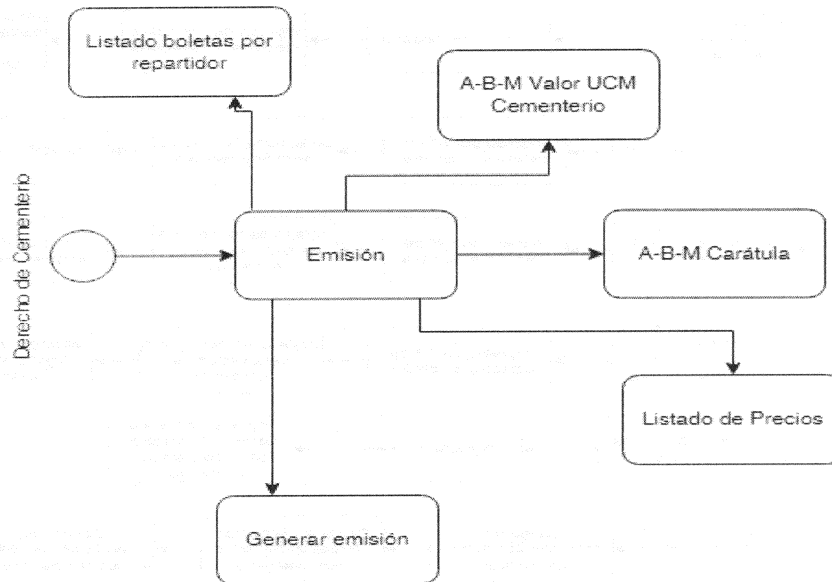 Listado boletas por
repartidor
A-B-M Valor UCM
Cementerio
Derecho de Cementerio
Emisión
A-B-M Carátula
Listado de Precios
Generar emisión